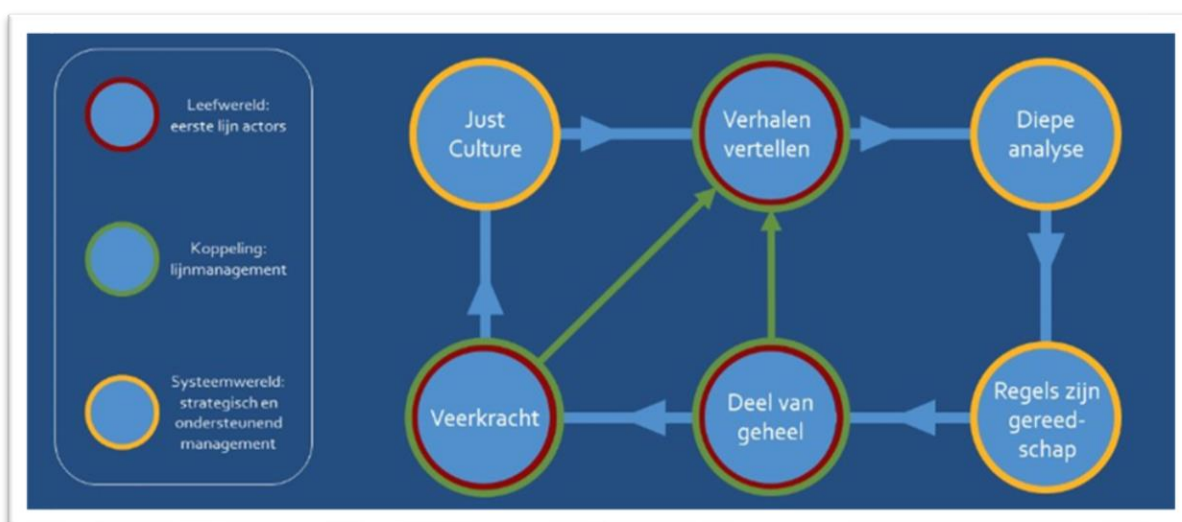 Leefwereld:
eerste lijn actors
Koppeling:
lijnmanagement
Systeemwereld:
strategisch en
ondersteunend
management
Just
Culture
Verhalen
vertellen
Diepe
analyse
Veerkracht
Deel van
geheel
Regels zijn
gereed-
schap